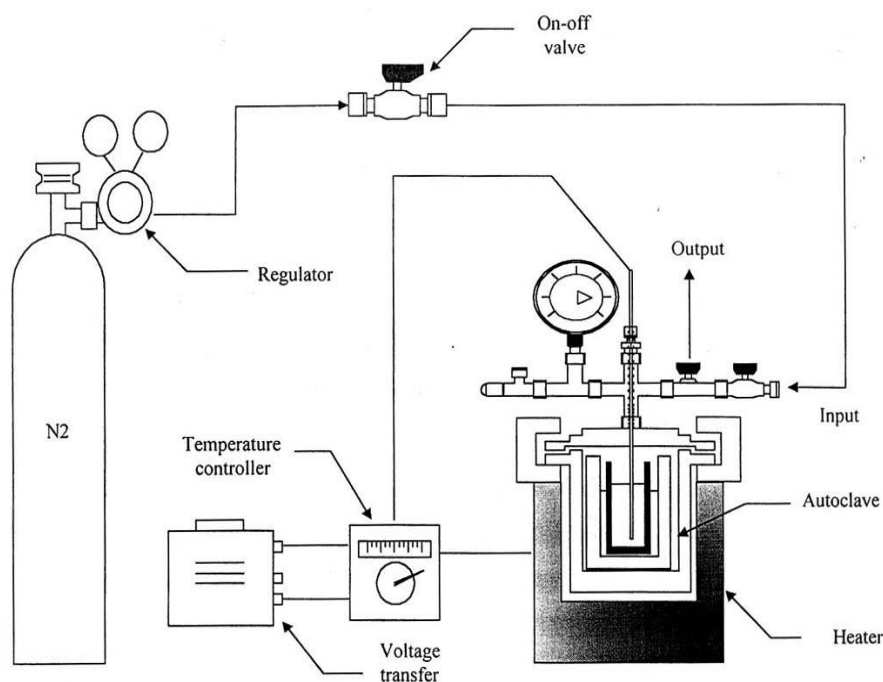 On-off
valve
Regulator
Output
N2
Input
Temperature
controller
Autoclave
Heater
Voltage
transfer